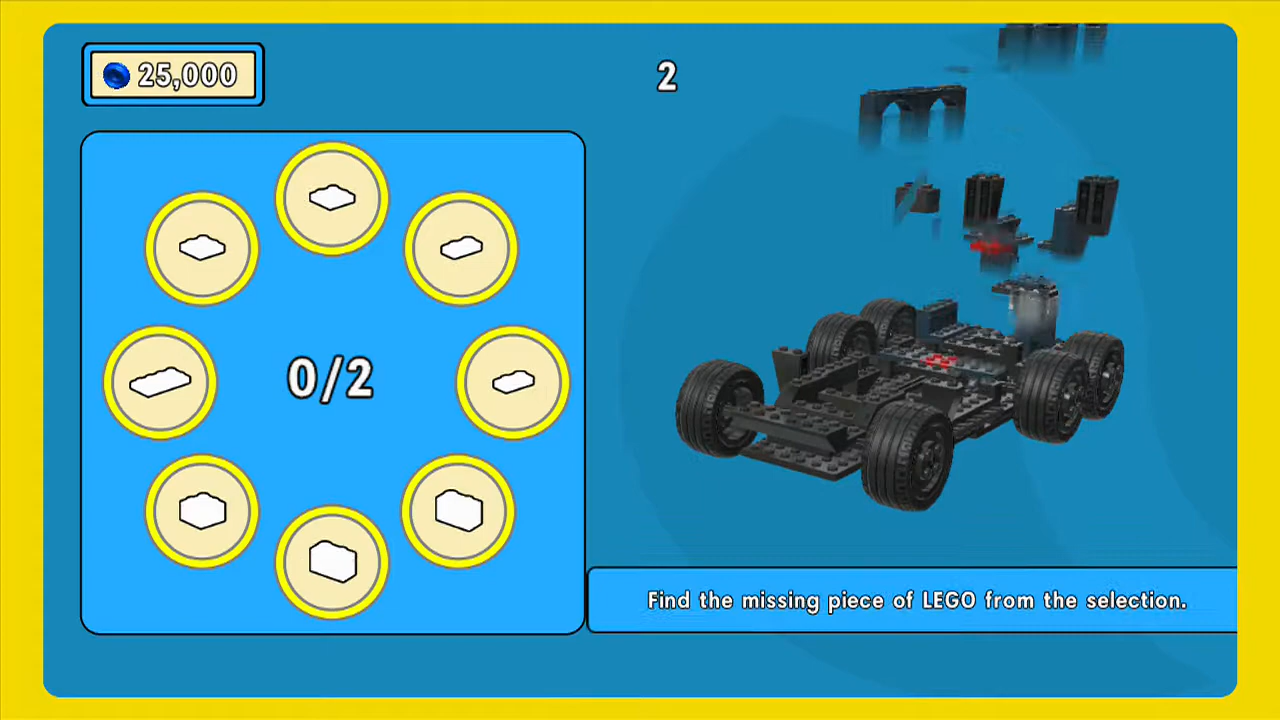 25,000
2
0/2
Find the missing piece of LEGO from the selection.